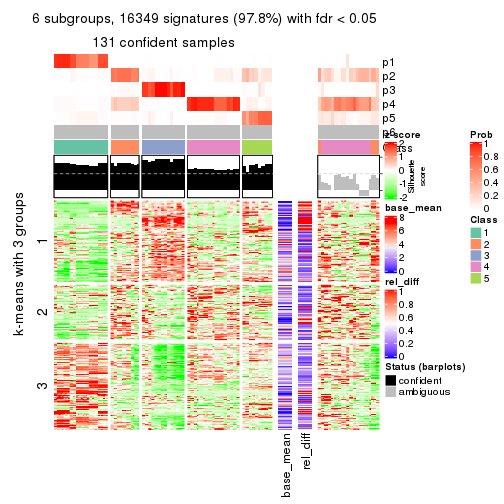 6 subgroups, 16349 signatures (97.8%) with fdr < 0.05
131 confident samples
p1
p2
p3
p4
p5
p6
Class
k-means with 3 groups
1
2
3
Silhouette
score
z-score
2
1
0
-1
-2
base_mean
8
6
4
2
0
rel_diff
1
0.8
0.6
0.4
0.2
0
Status (barplots)
confident
ambiguous
Prob
1
0.8
0.6
0.4
0.2
0
Class
1
2
3
4
5
base_mean
rel_diff